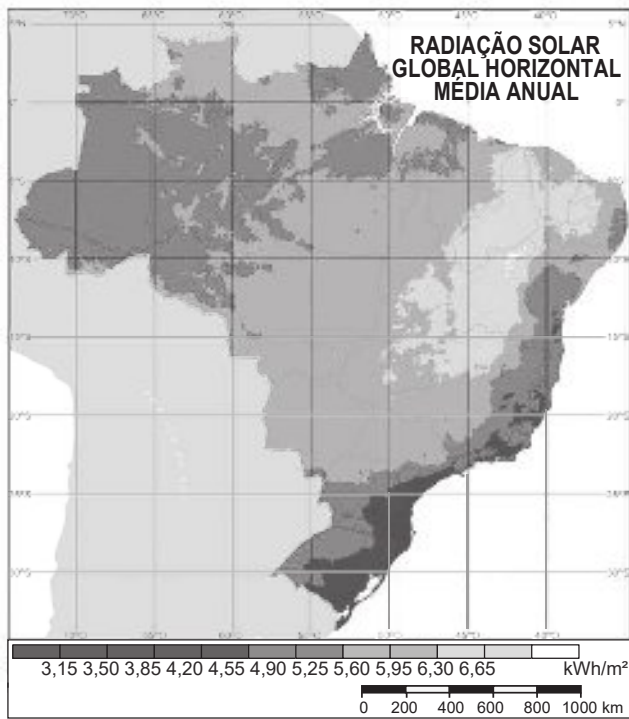 RADIAÇÃO SOLAR
GLOBAL HORIZONTAL
MÉDIA ANUAL
3,15 3,50 3,85 4,20 4,55 4,90 5,25 5,60 5,95 6,30 6,65 kWh/m²
0 200 400 600 800 1000 km